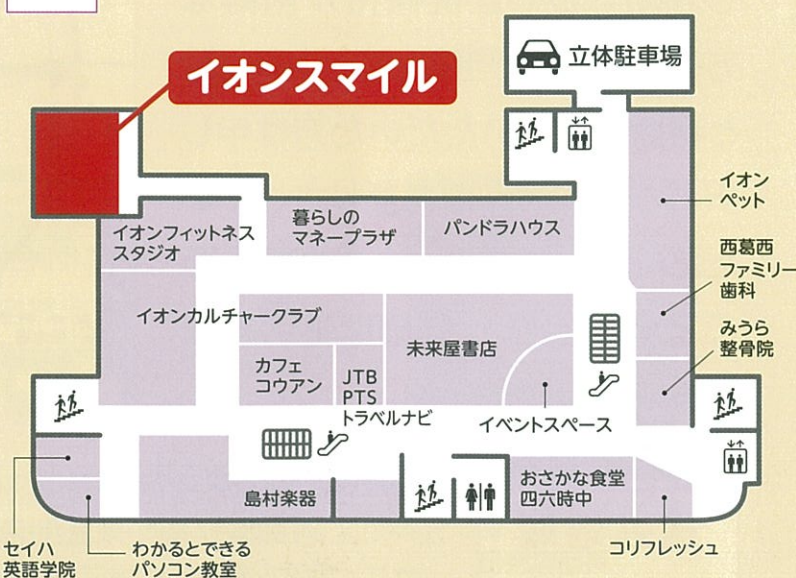 イオンスマイル
立体駐車場
イオン
ペット
イオンフィットネス
スタジオ
暮らしの
マネープラザ
パンドラハウス
西葛西
ファミリー
歯科
イオンカルチャークラブ
未来屋書店
みうら
整骨院
カフェ
コウアン
JTB
PTS
トラベルナビ
イベントスペース
島村楽器
おさかな食堂
四六時中
セイハ
英語学院
わかるとできる
パソコン教室
コリフレッシュ